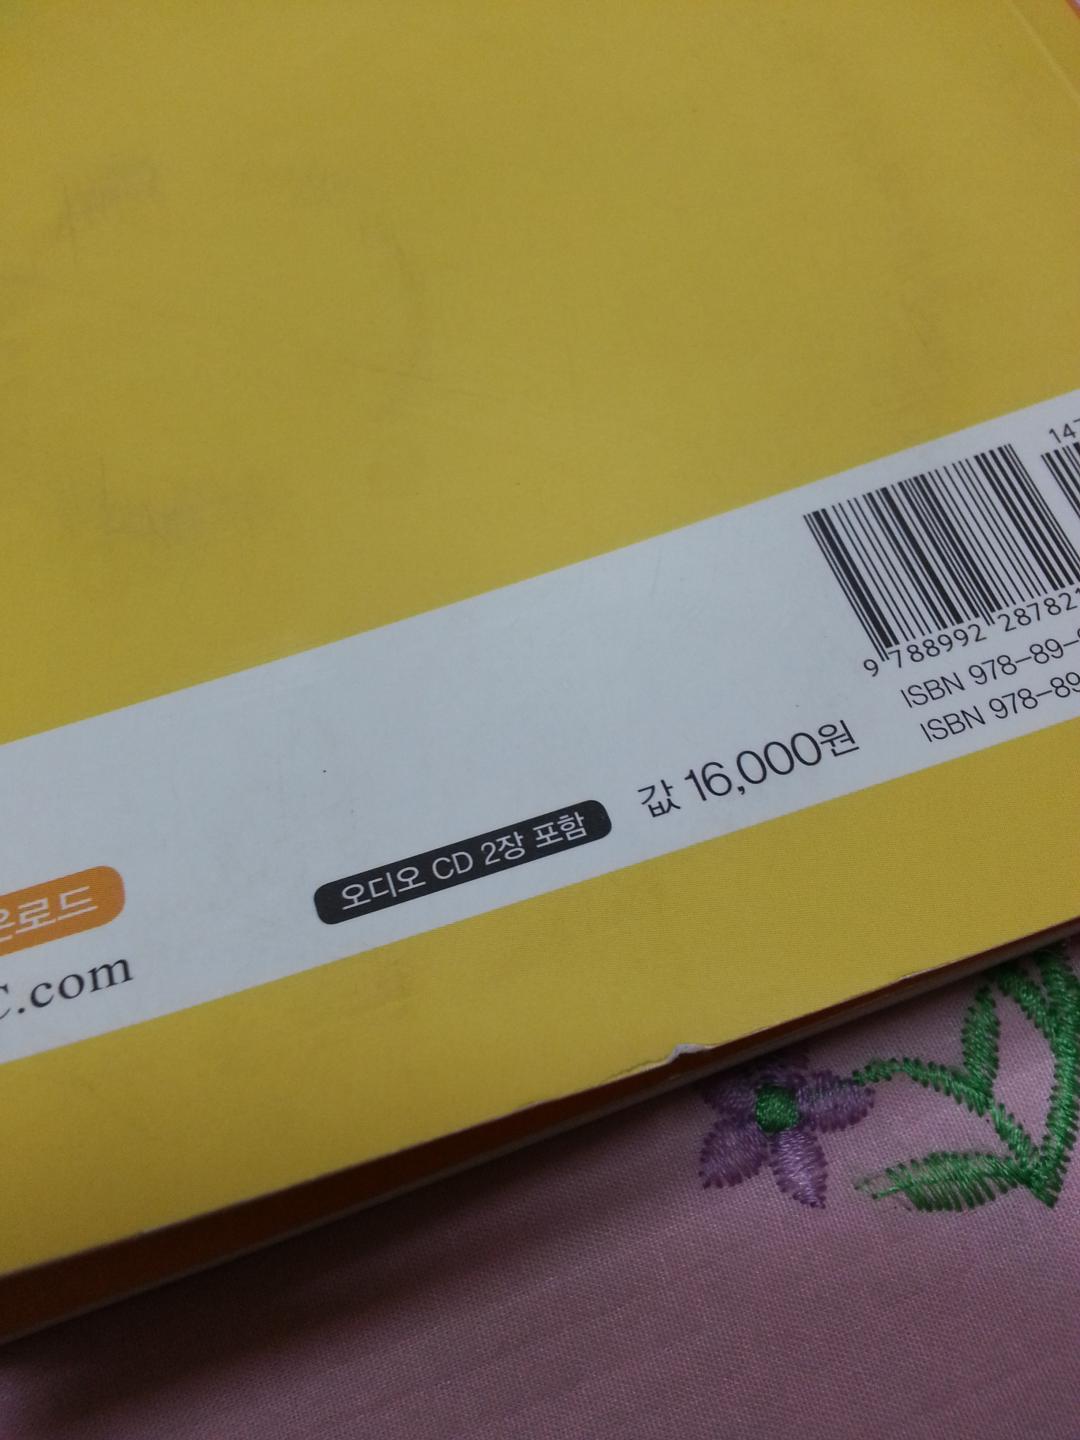 147
9 788992 28782
ISBN 978-89-
ISBN 978-89
값 16,000원
오디오 CD 2장 포함
운로드
C.com